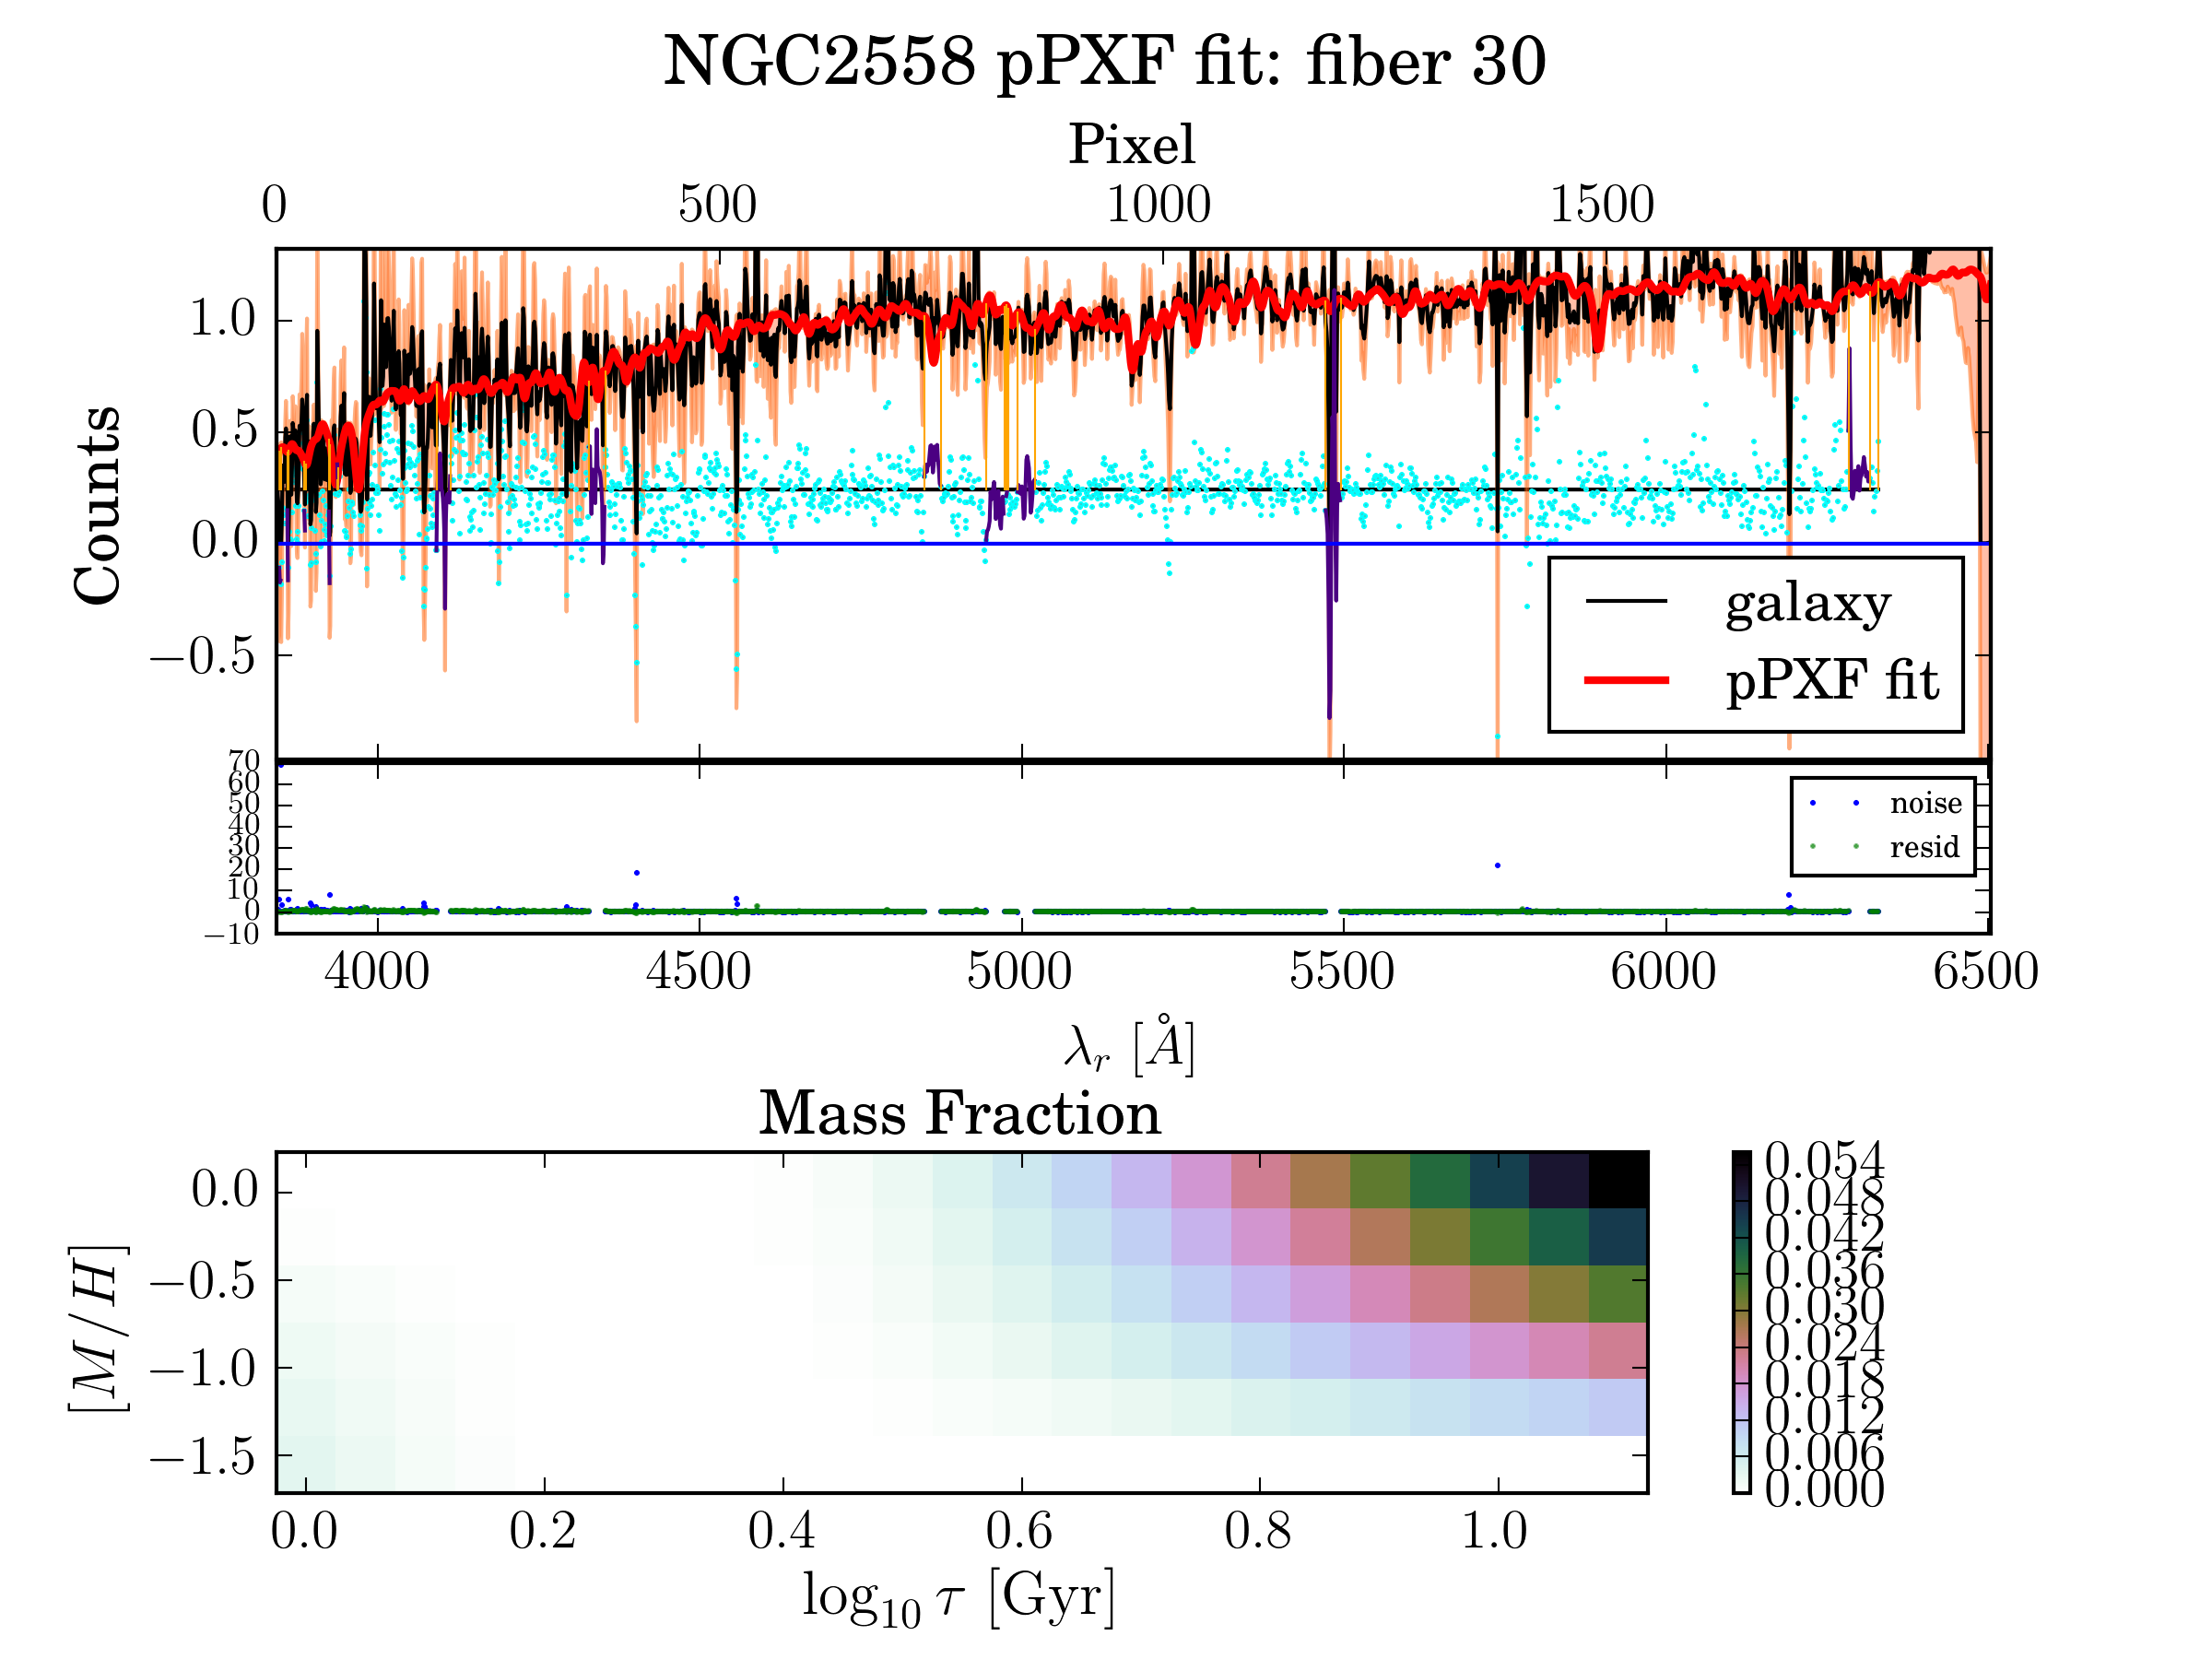 NGC2558 pPXF fit: fiber 30
Pixel
0 500 1000 1500
1.0
0.5
0.0
−0.5
Counts
galaxy
pPXF fit
70
60
50
40
30
20
10
0
−10
noise
resid
4000 4500 5000 5500 6000 6500
λr [Å]
Mass Fraction
0.0
−0.5
−1.0
−1.5
[M/H]
0.054
0.048
0.042
0.036
0.030
0.024
0.018
0.012
0.006
0.000
0.0 0.2 0.4 0.6 0.8 1.0
log10 τ [Gyr]